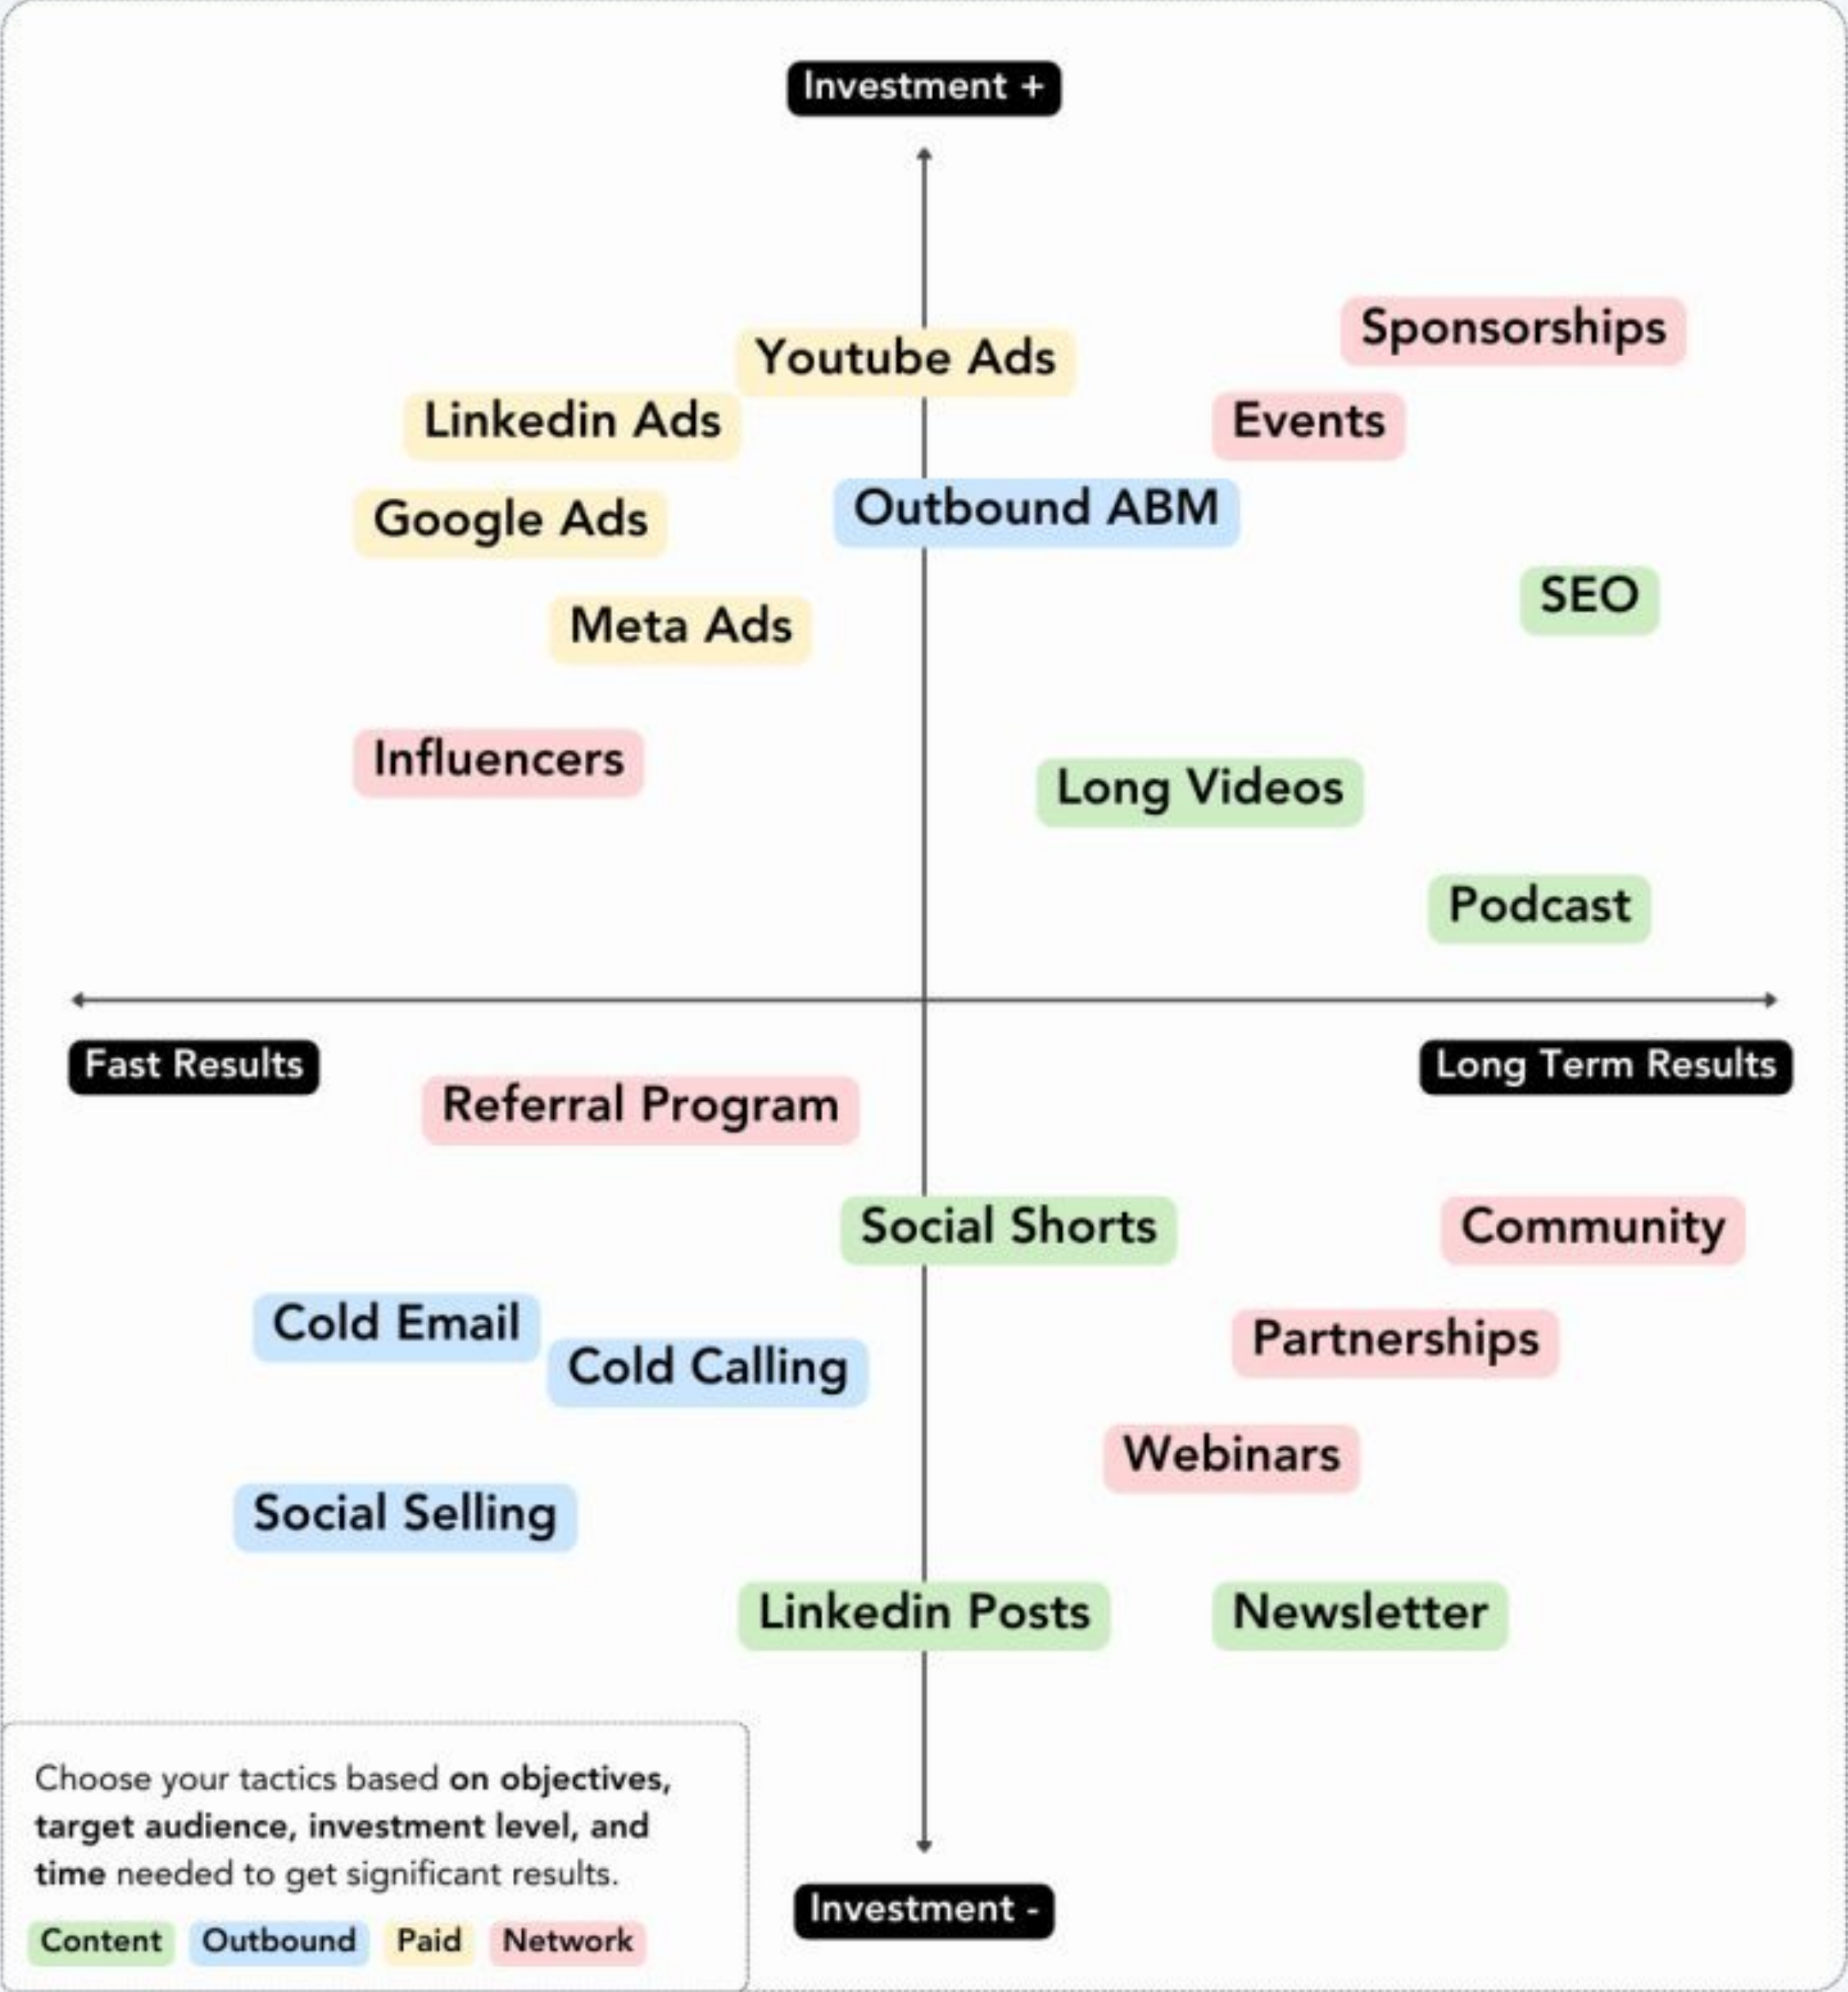 Investment +
Sponsorships
Youtube Ads
Linkedin Ads
Events
Outbound ABM
Google Ads
SEO
Meta Ads
Influencers
Long Videos
Podcast
Fast Results
Long Term Results
Referral Program
Social Shorts
Community
Cold Email
Partnerships
Cold Calling
Webinars
Social Selling
Linkedin Posts
Newsletter
Choose your tactics based on objectives,
target audience, investment level, and
time needed to get significant results.
Content Outbound Paid Network
Investment -